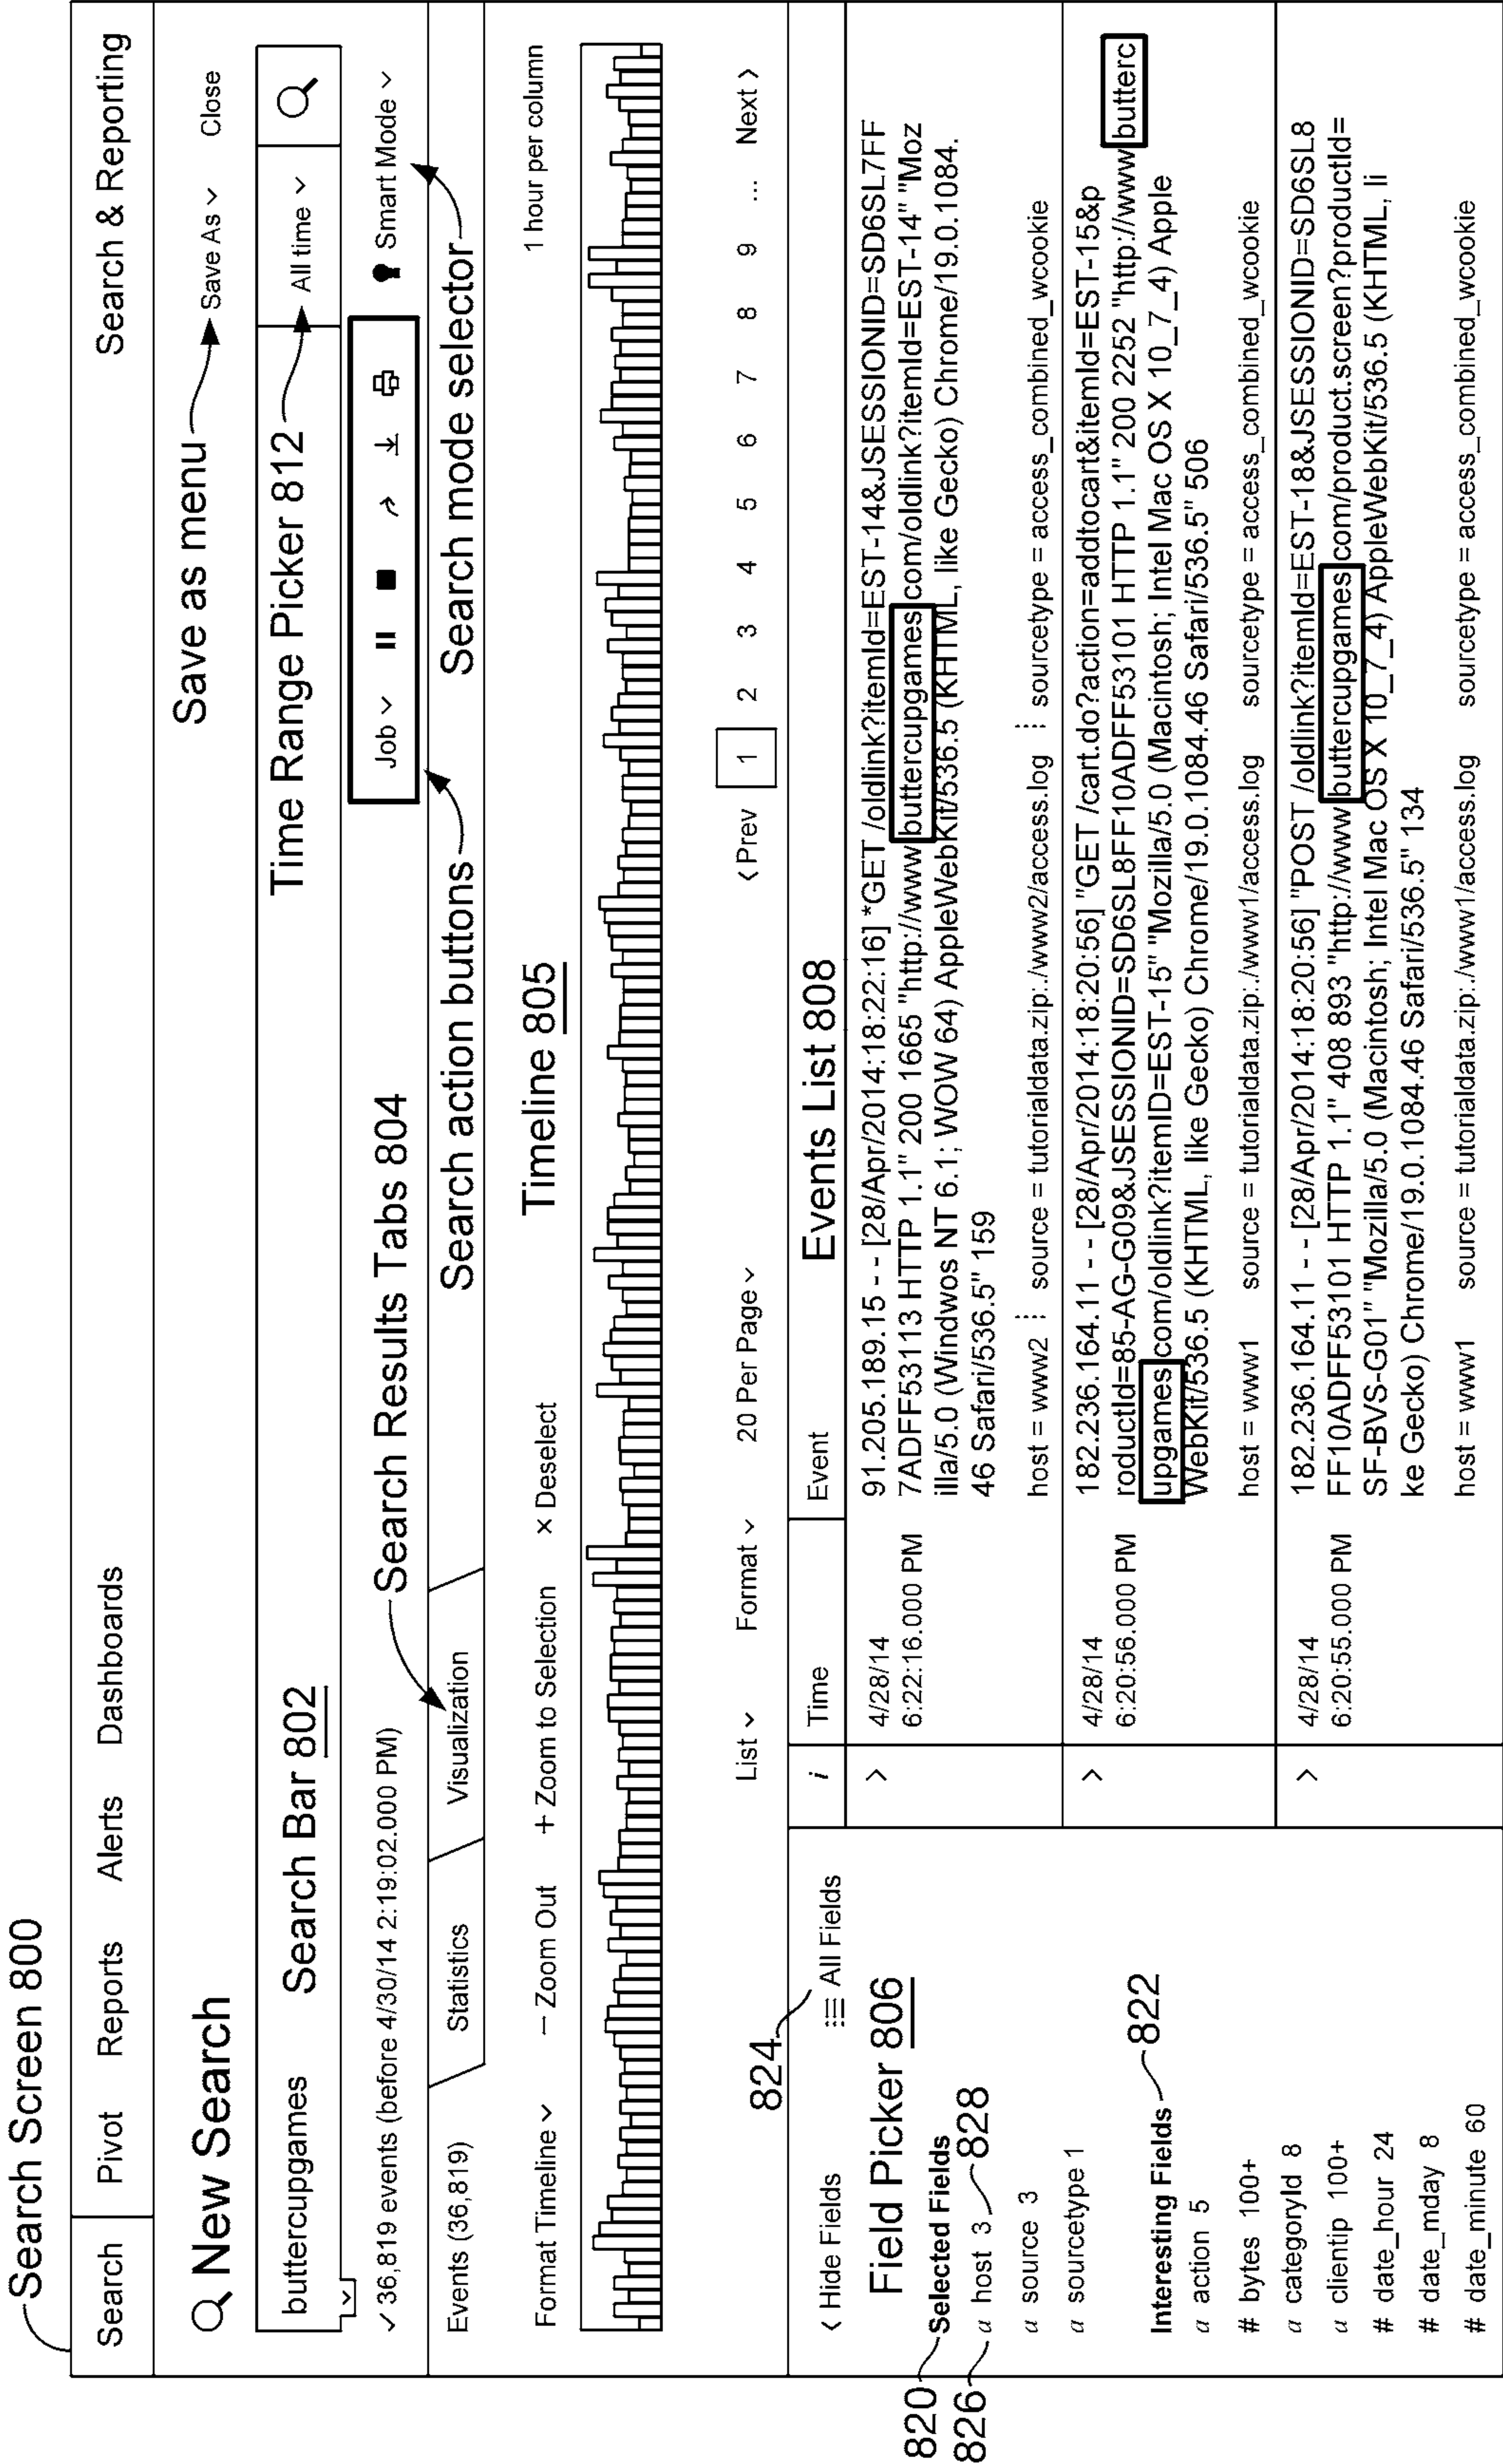 Search Screen 800
Search Pivot Reports Alerts Dashboards Search & Reporting
New Search Save as menu Save As Close
buttercupgames Search Bar 802 Time Range Picker 812 All time
✓ 36,819 events (before 4/30/14 2:19:02.000 PM) Search Results Tabs 804 Job Smart Mode
Events (36,819) Statistics Visualization Search action buttons Search mode selector
Format Timeline — Zoom Out + Zoom to Selection × Deselect Timeline 805 1 hour per column
List Format 20 Per Page < Prev 1 2 3 4 5 6 7 8 9 ... Next >
824
< Hide Fields All Fields
Field Picker 806
820 Selected Fields
826 a host 3 828
a source 3
a sourcetype 1
Interesting Fields 822
a action 5
# bytes 100+
a categoryId 8
a clientip 100+
# date_hour 24
# date_mday 8
# date_minute 60
Events List 808
i Time Event
> 4/28/14
6:22:16.000 PM
91.205.189.15 - - [28/Apr/2014:18:22:16] *GET /oldlink?itemId=EST-14&JSESSIONID=SD6SL7FF
7ADFF53113 HTTP 1.1" 200 1665 "http://www buttercupgames com/oldlink?itemId=EST-14" "Moz
illa/5.0 (Windwos NT 6.1; WOW 64) AppleWebKit/536.5 (KHTML, like Gecko) Chrome/19.0.1084.
46 Safari/536.5" 159
host = www2 source = tutorialdata.zip:./www2/access.log sourcetype = access_combined_wcookie
> 4/28/14
6:20:56.000 PM
182.236.164.11 - - [28/Apr/2014:18:20:56] "GET /cart.do?action=addtocart&itemId=EST-15&p
roductId=85-AG-G09&JSESSIONID=SD6SL8FF10ADFF53101 HTTP 1.1" 200 2252 "http://www butterc
upgames com/oldlink?itemID=EST-15" "Mozilla/5.0 (Macintosh; Intel Mac OS X 10_7_4) Apple
WebKit/536.5 (KHTML, like Gecko) Chrome/19.0.1084.46 Safari/536.5" 506
host = www1 source = tutorialdata.zip:./www1/access.log sourcetype = access_combined_wcookie
> 4/28/14
6:20:55.000 PM
182.236.164.11 - - [28/Apr/2014:18:20:56] "POST /oldlink?itemId=EST-18&JSESSIONID=SD6SL8
FF10ADFF53101 HTTP 1.1" 408 893 "http://www buttercupgames com/product.screen?productId=
SF-BVS-G01" "Mozilla/5.0 (Macintosh; Intel Mac OS X 10_7_4) AppleWebKit/536.5 (KHTML, li
ke Gecko) Chrome/19.0.1084.46 Safari/536.5" 134
host = www1 source = tutorialdata.zip:./www1/access.log sourcetype = access_combined_wcookie